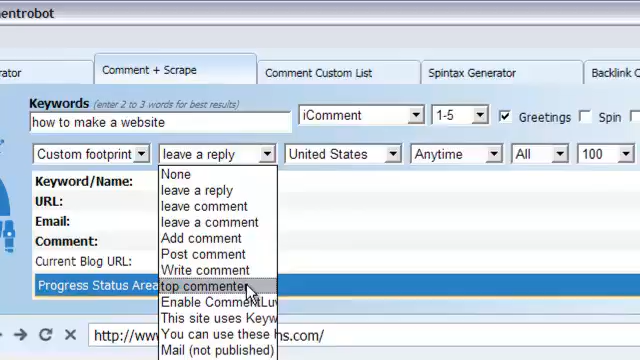 entrobot
rator
Comment + Scrape
Comment Custom List
Spintax Generator
Backlink C
Keywords (enter 2 to 3 words for best results)
how to make a website
iComment
1-5
Greetings
Spin
Custom footprint
leave a reply
United States
Anytime
All
100
Keyword/Name:
URL:
Email:
Comment:
Current Blog URL:
Progress Status Area
None
leave a reply
leave comment
leave a comment
Add comment
Post comment
Write comment
top commenter
Enable CommentLuv
This site uses Keyw
You can use these h
Mail (not published)
http://www
hs.com/